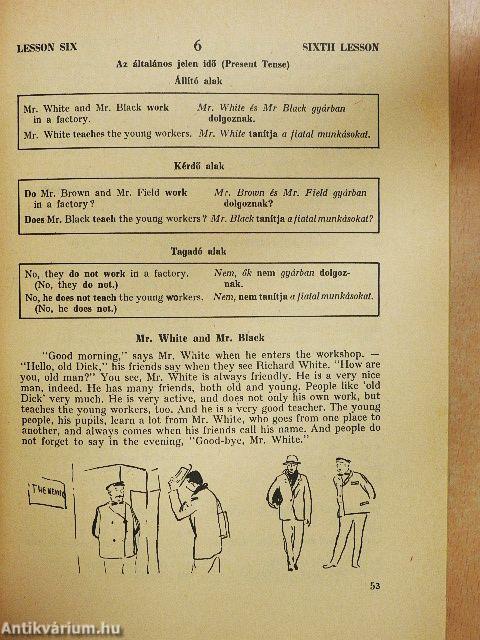 LESSON SIX 6 SIXTH LESSON
Az általános jelen idő (Present Tense)
Állító alak
Mr. White and Mr. Black work Mr. White és Mr Black gyárban
in a factory. dolgoznak.
Mr. White teaches the young workers. Mr. White tanítja a fiatal munkásokat.
Kérdő alak
Do Mr. Brown and Mr. Field work Mr. Brown és Mr. Field gyárban
in a factory? dolgoznak?
Does Mr. Black teach the young workers? Mr. Black tanítja a fiatal munkásokat?
Tagadó alak
No, they do not work in a factory. Nem, ők nem gyárban dolgoz-
(No, they do not.) nak.
No, he does not teach the young workers. Nem, nem tanítja a fiatal munkásokat.
(No, he does not.)
Mr. White and Mr. Black
"Good morning," says Mr. White when he enters the workshop. —
"Hello, old Dick," his friends say when they see Richard White. "How are
you, old man?" You see, Mr. White is always friendly. He is a very nice
man, indeed. He has many friends, both old and young. People like 'old
Dick' very much. He is very active, and does not only his own work, but
teaches the young workers, too. And he is a very good teacher. The young
people, his pupils, learn a lot from Mr. White, who goes from one place to
another, and always comes when his friends call his name. And people do
not forget to say in the evening, "Good-bye, Mr. White."
THE
53
Antikvárium.hu